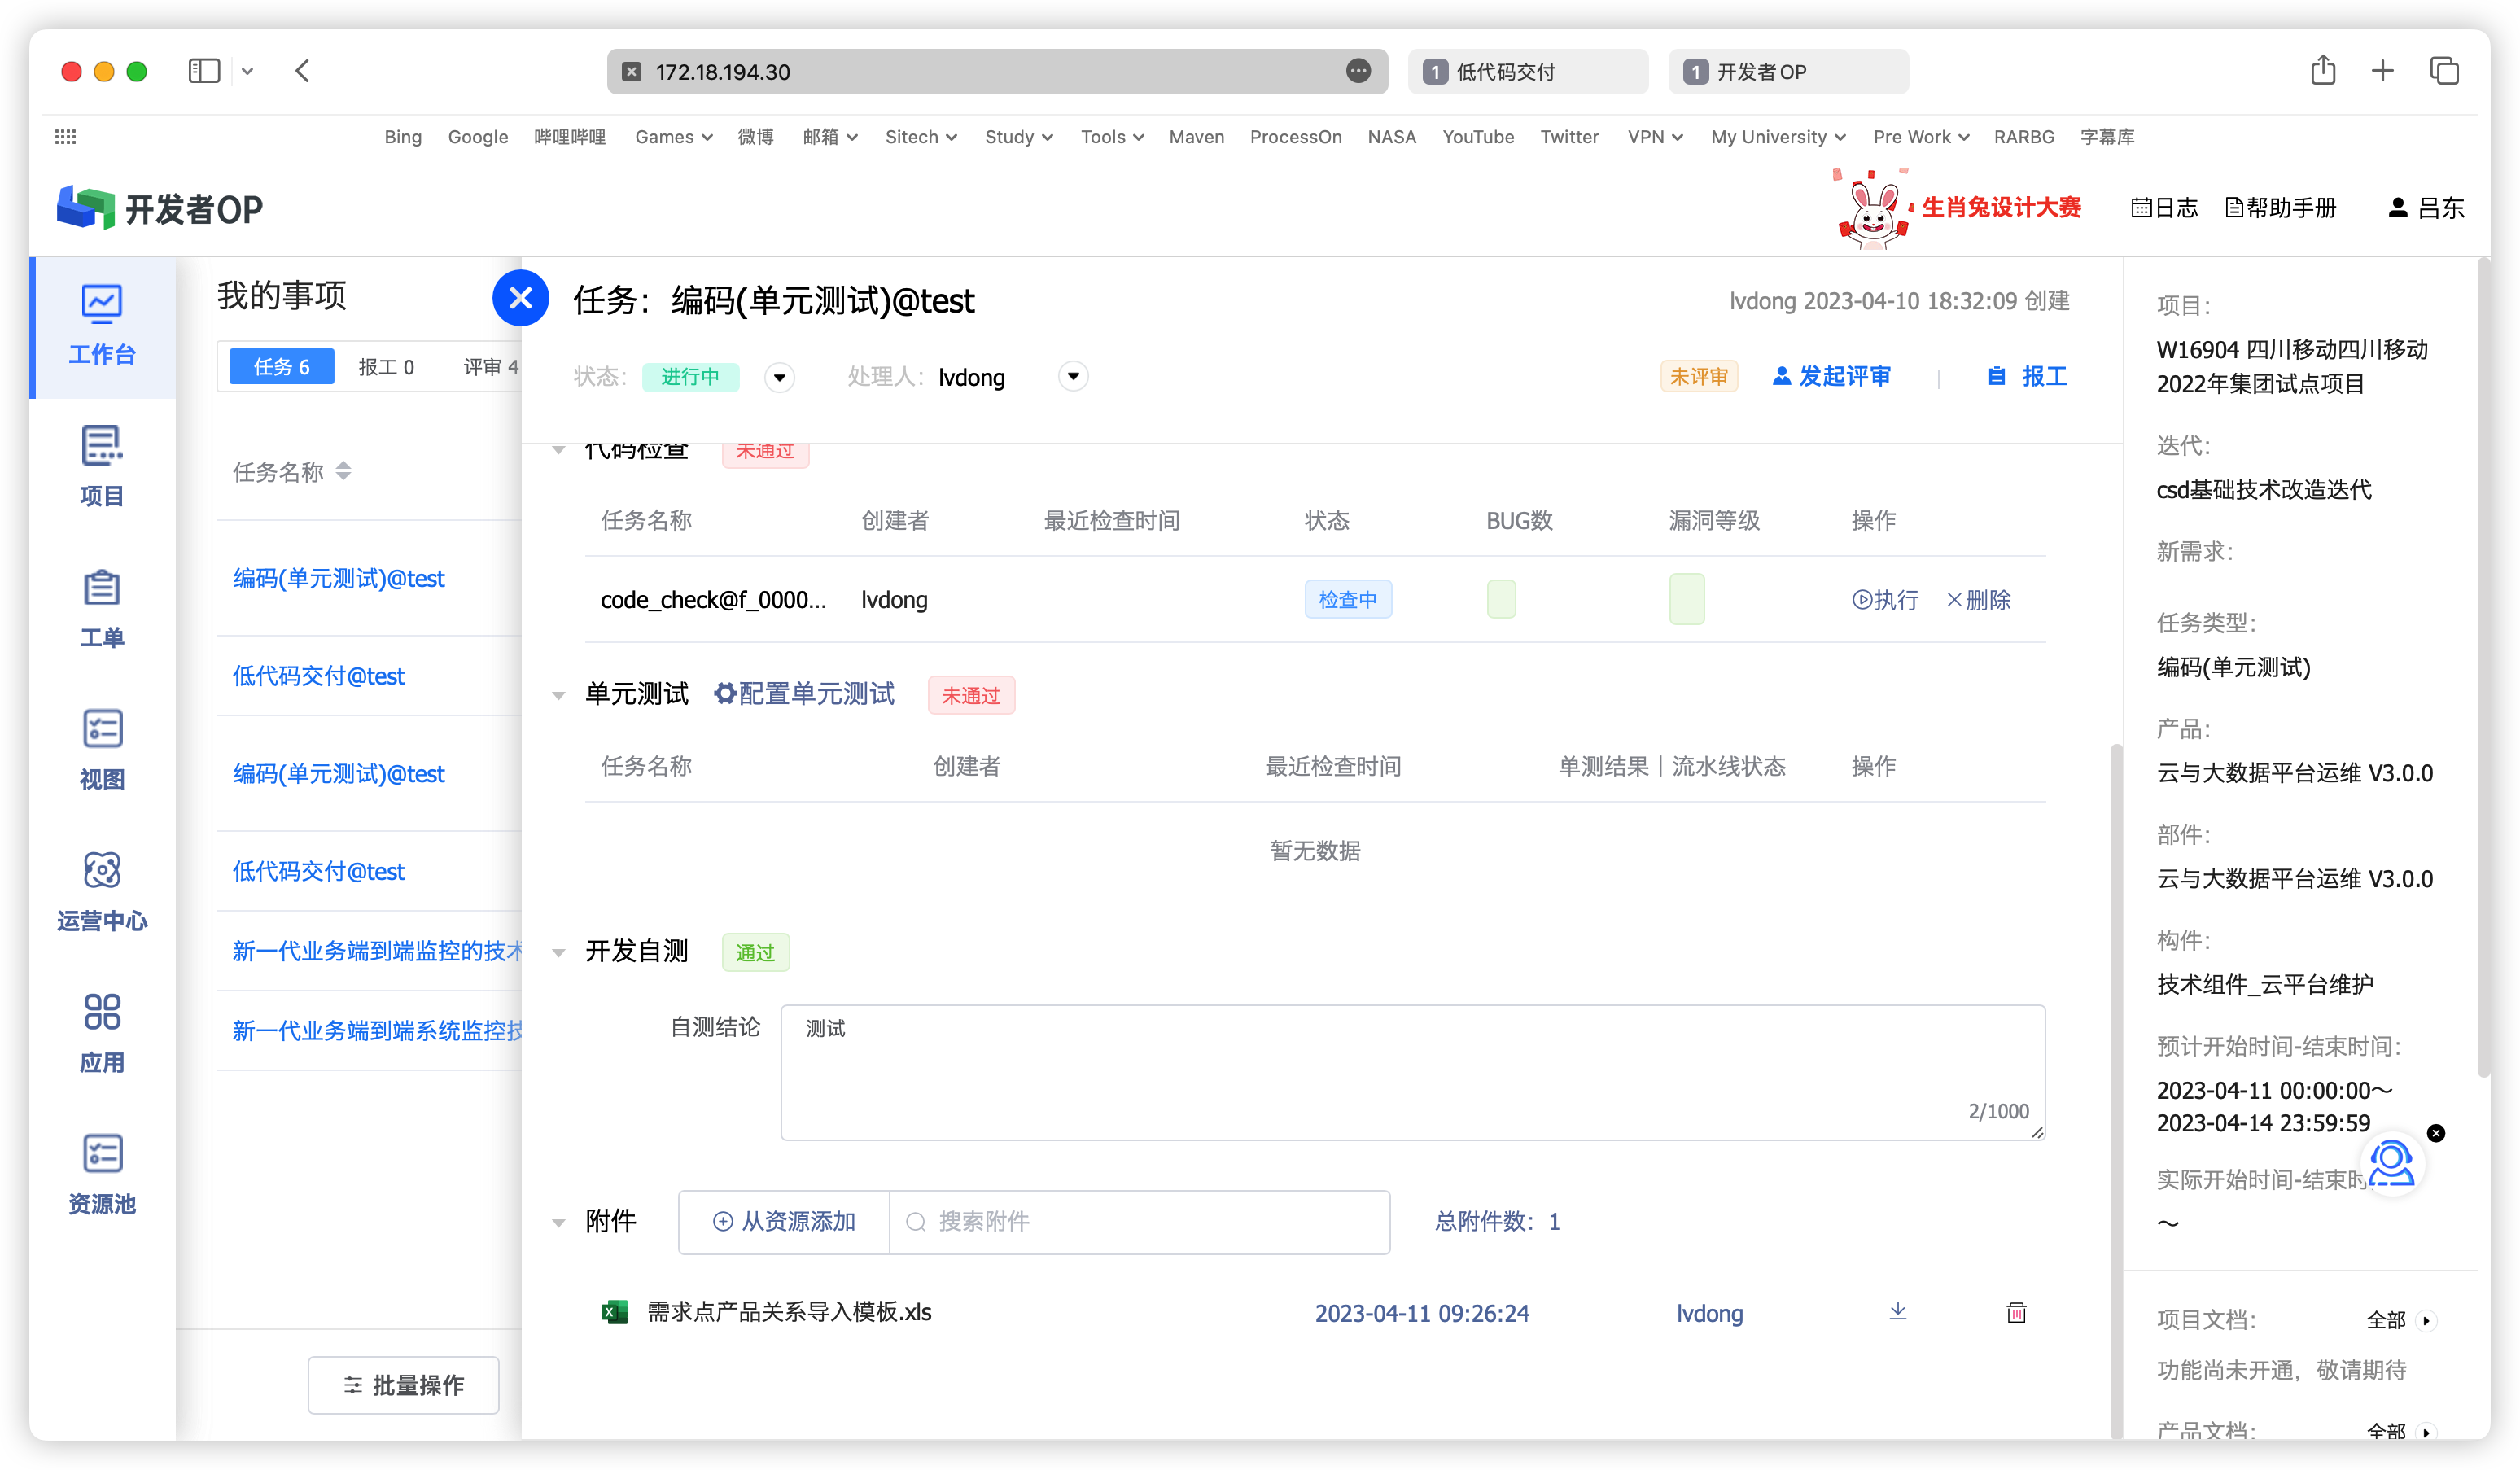 172.18.194.30
1 低代码交付
1 开发者OP
Bing Google 哔哩哔哩 Games 微博 邮箱 Sitech Study Tools Maven ProcessOn NASA YouTube Twitter VPN My University Pre Work RARBG 字幕库
开发者OP
生肖兔设计大赛 日志 帮助手册 吕东
工作台
项目
工单
视图
运营中心
应用
资源池
我的事项
任务 6 报工 0 评审 4
任务名称
编码(单元测试)@test
低代码交付@test
编码(单元测试)@test
低代码交付@test
新一代业务端到端监控的技术
新一代业务端到端系统监控技
批量操作
任务：编码(单元测试)@test
lvdong 2023-04-10 18:32:09 创建
状态： 进行中 处理人： lvdong 未评审 发起评审 报工
代码检查 未通过
任务名称 创建者 最近检查时间 状态 BUG数 漏洞等级 操作
code_check@f_0000... lvdong 检查中 执行 删除
单元测试 配置单元测试 未通过
任务名称 创建者 最近检查时间 单测结果｜流水线状态 操作
暂无数据
开发自测 通过
自测结论 测试
2/1000
附件 从资源添加 搜索附件 总附件数： 1
需求点产品关系导入模板.xls 2023-04-11 09:26:24 lvdong
项目：
W16904 四川移动四川移动
2022年集团试点项目
迭代：
csd基础技术改造迭代
新需求：
任务类型：
编码(单元测试)
产品：
云与大数据平台运维 V3.0.0
部件：
云与大数据平台运维 V3.0.0
构件：
技术组件_云平台维护
预计开始时间-结束时间：
2023-04-11 00:00:00～
2023-04-14 23:59:59
实际开始时间-结束时
～
项目文档： 全部
功能尚未开通，敬请期待
产品文档： 全部